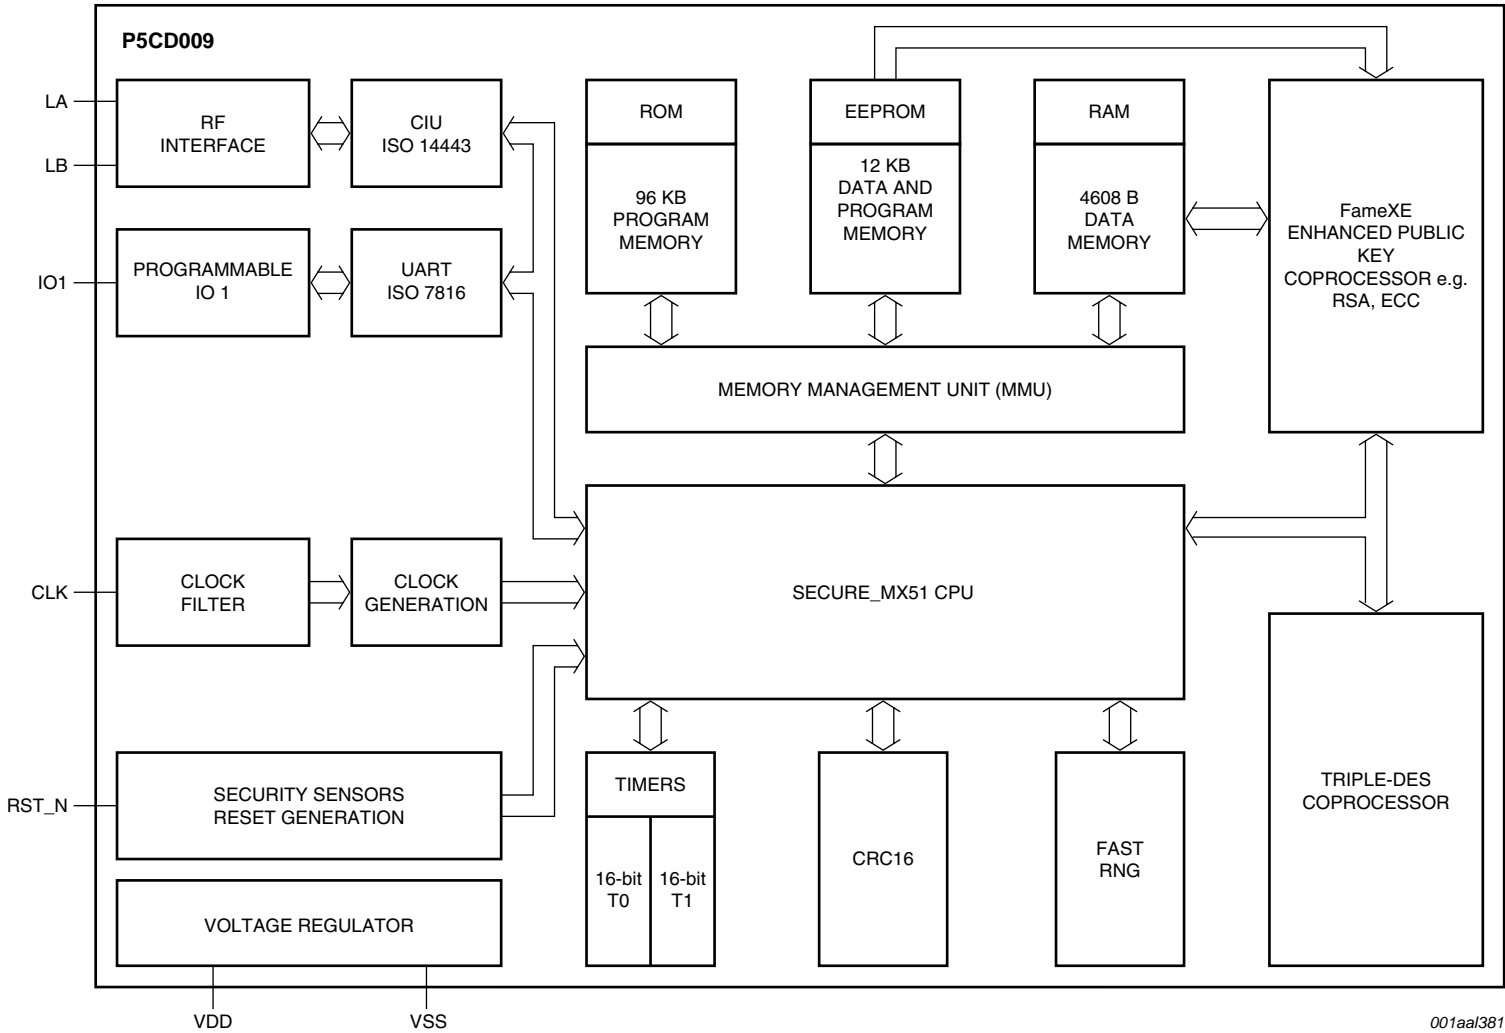 P5CD009
LA
LB
RF
INTERFACE
CIU
ISO 14443
IO1
PROGRAMMABLE
IO 1
UART
ISO 7816
ROM
96 KB
PROGRAM
MEMORY
EEPROM
12 KB
DATA AND
PROGRAM
MEMORY
RAM
4608 B
DATA
MEMORY
FameXE
ENHANCED PUBLIC
KEY
COPROCESSOR e.g.
RSA, ECC
MEMORY MANAGEMENT UNIT (MMU)
CLK
CLOCK
FILTER
CLOCK
GENERATION
SECURE_MX51 CPU
RST_N
SECURITY SENSORS
RESET GENERATION
VOLTAGE REGULATOR
TIMERS
16-bit
T0
16-bit
T1
CRC16
FAST
RNG
TRIPLE-DES
COPROCESSOR
VDD
VSS
001aal381